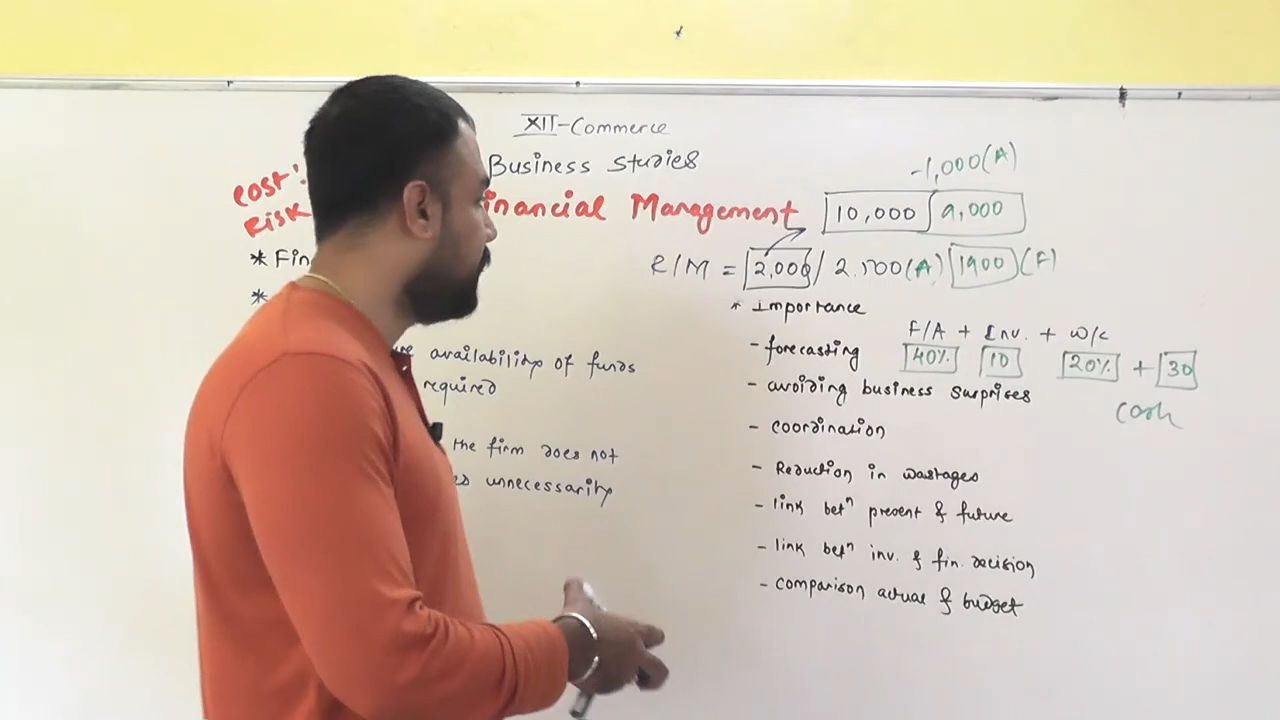 XII-Commerce
Business Studies
-1,000(A)
COST:
RISK
inancial Management
10,000 9,000
* Fin
R/M = 2,000/ 2.100(A) 1900 (F)
*
* Importance
F/A + Inv. + W/C
- forecasting
40% 10 20% + 30
availability of funds
required
- avoiding business surprises
Cash
- coordination
the firm does not
unnecessarity
- Reduction in wastages
- link betn present & future
- link betn inv. & fin. decision
- comparison actual & budget